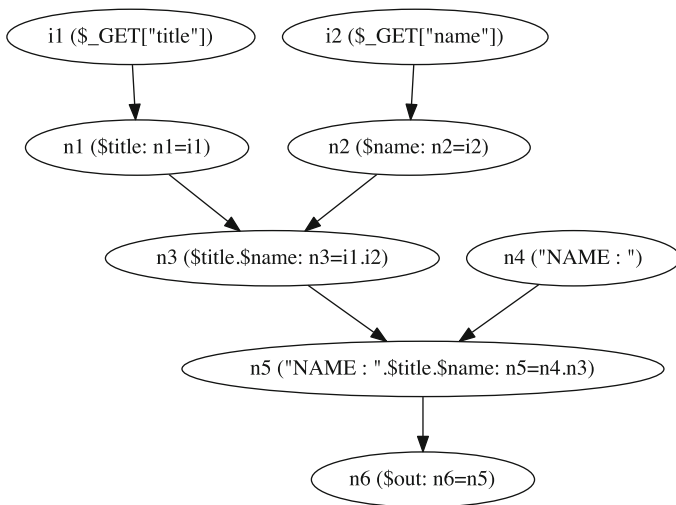 i1 ($_GET["title"])
i2 ($_GET["name"])
n1 ($title: n1=i1)
n2 ($name: n2=i2)
n3 ($title.$name: n3=i1.i2)
n4 ("NAME : ")
n5 ("NAME : ".$title.$name: n5=n4.n3)
n6 ($out: n6=n5)